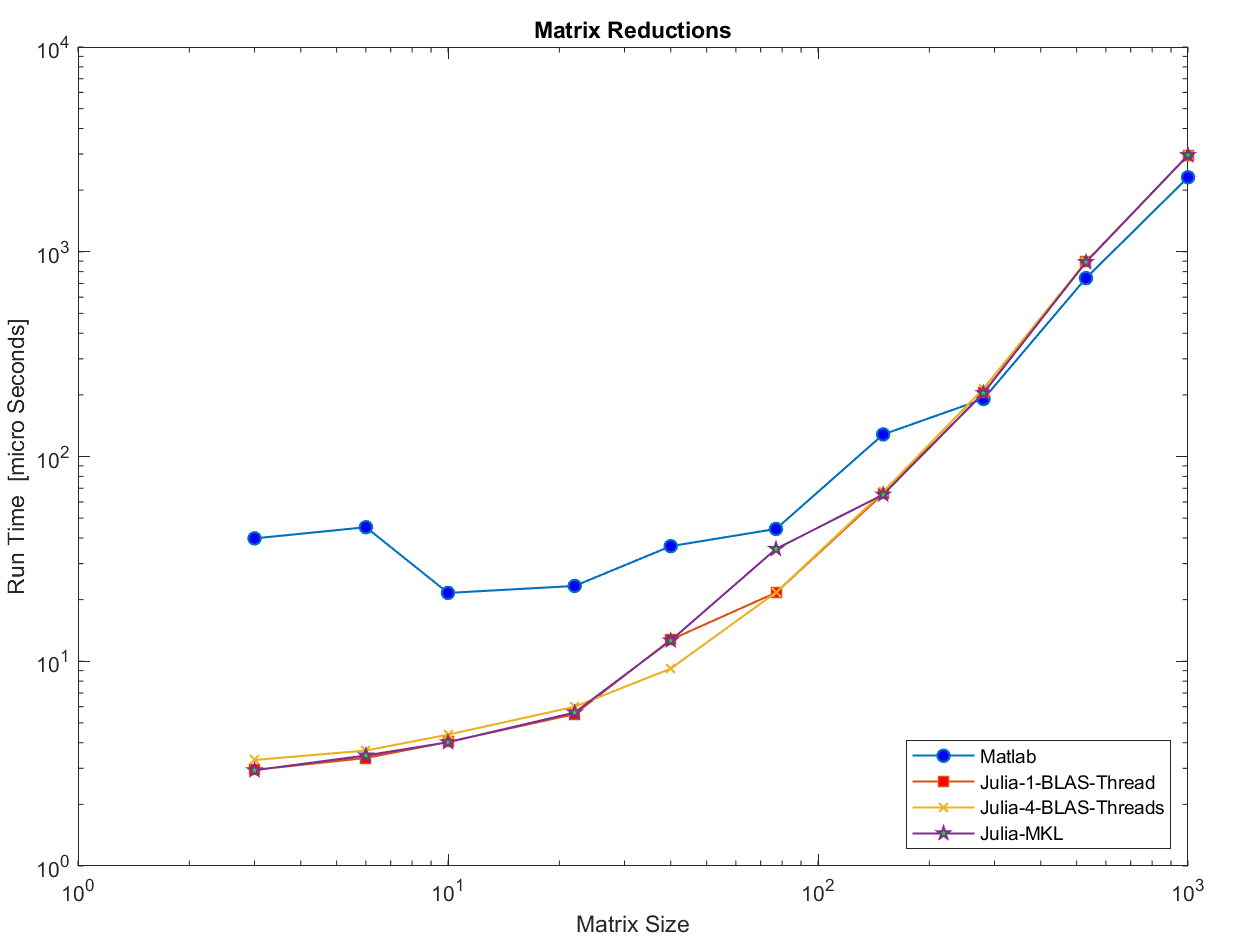 Matrix Reductions
10^4
10^3
10^2
10^1
10^0
Run Time [micro Seconds]
10^0 10^1 10^2 10^3
Matrix Size
Matlab
Julia-1-BLAS-Thread
Julia-4-BLAS-Threads
Julia-MKL